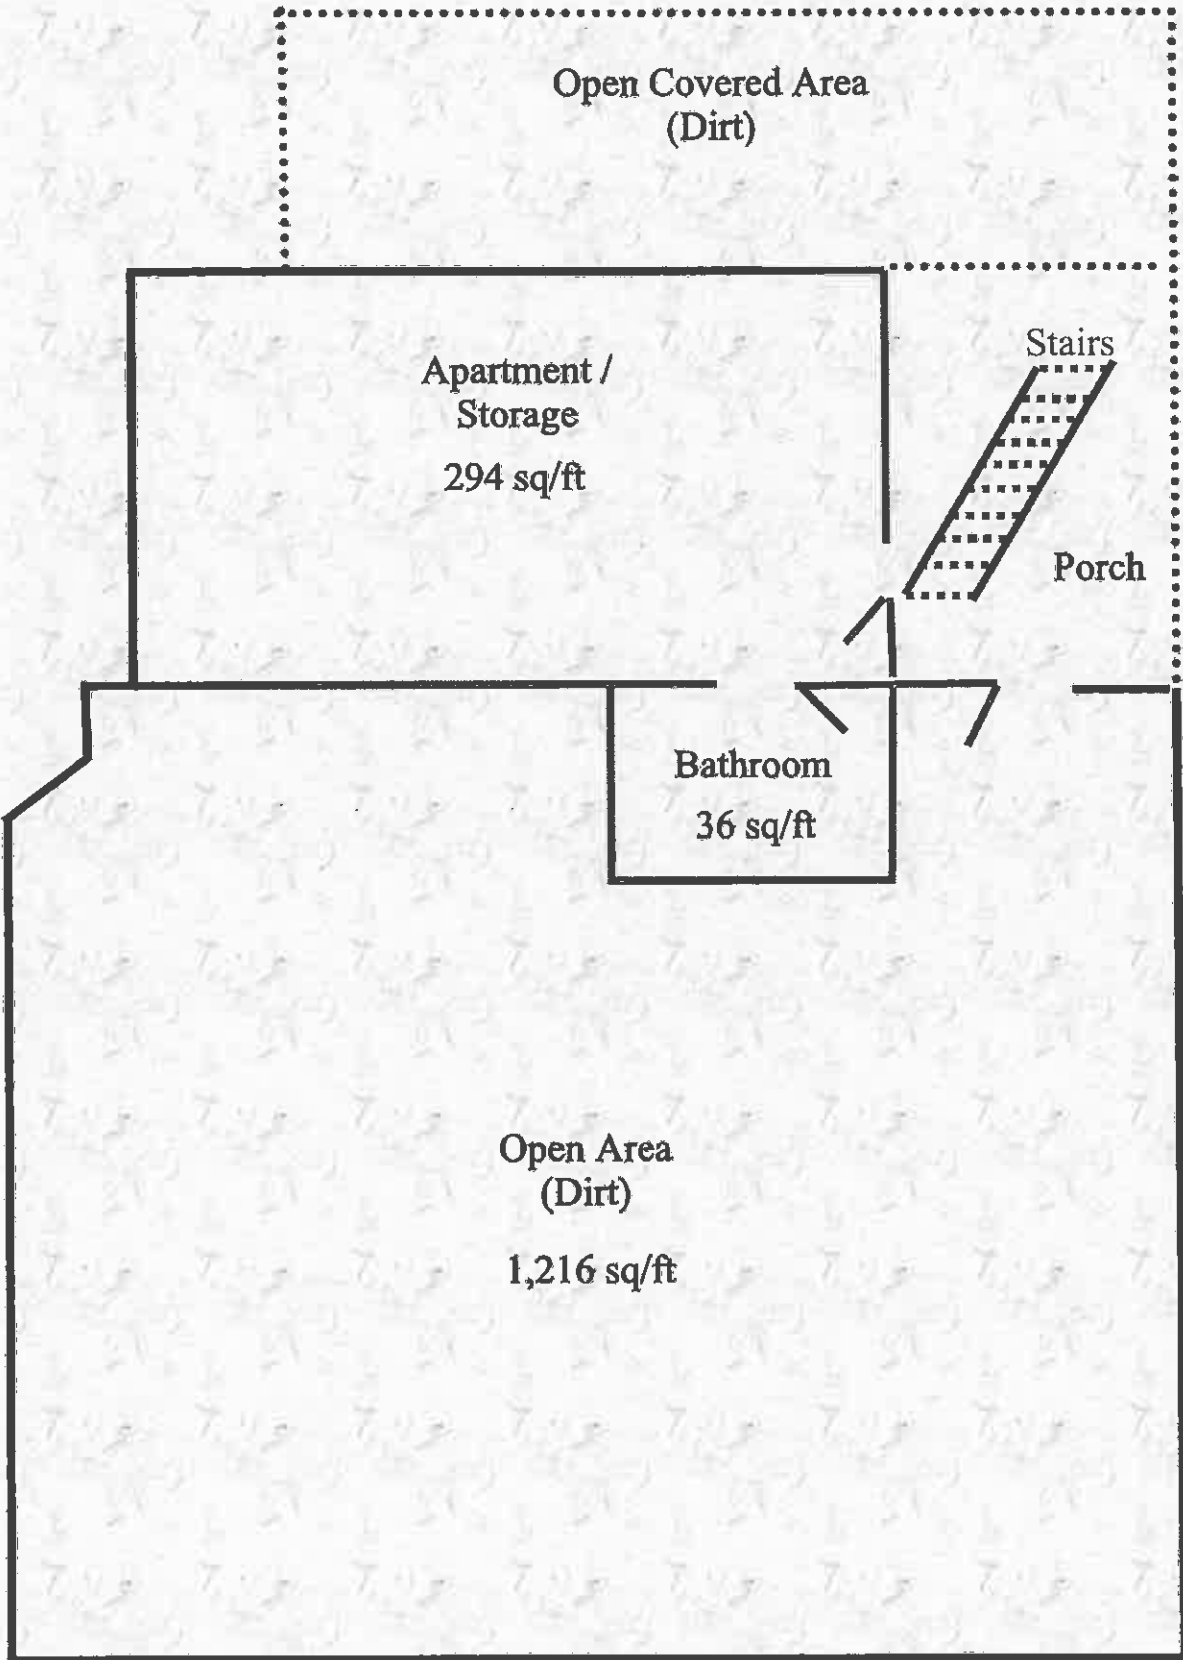 Open Covered Area
(Dirt)
Stairs
Apartment /
Storage
294 sq/ft
Porch
Bathroom
36 sq/ft
Open Area
(Dirt)
1,216 sq/ft